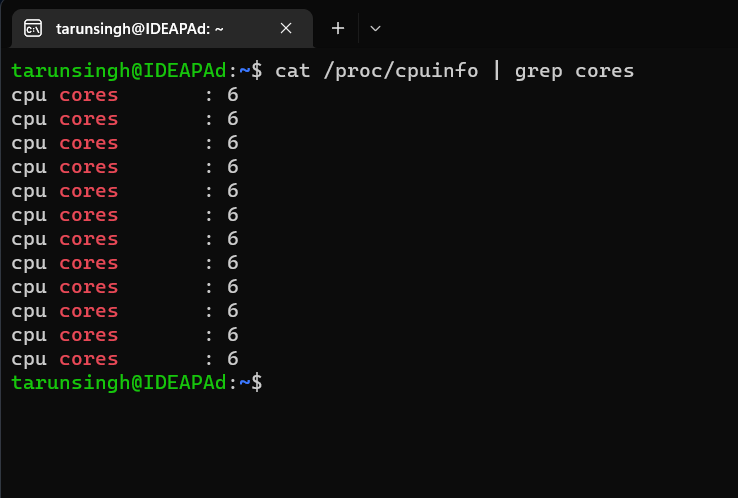 tarunsingh@IDEAPAd: ~
tarunsingh@IDEAPAd:~$ cat /proc/cpuinfo | grep cores
cpu cores : 6
cpu cores : 6
cpu cores : 6
cpu cores : 6
cpu cores : 6
cpu cores : 6
cpu cores : 6
cpu cores : 6
cpu cores : 6
cpu cores : 6
cpu cores : 6
cpu cores : 6
tarunsingh@IDEAPAd:~$